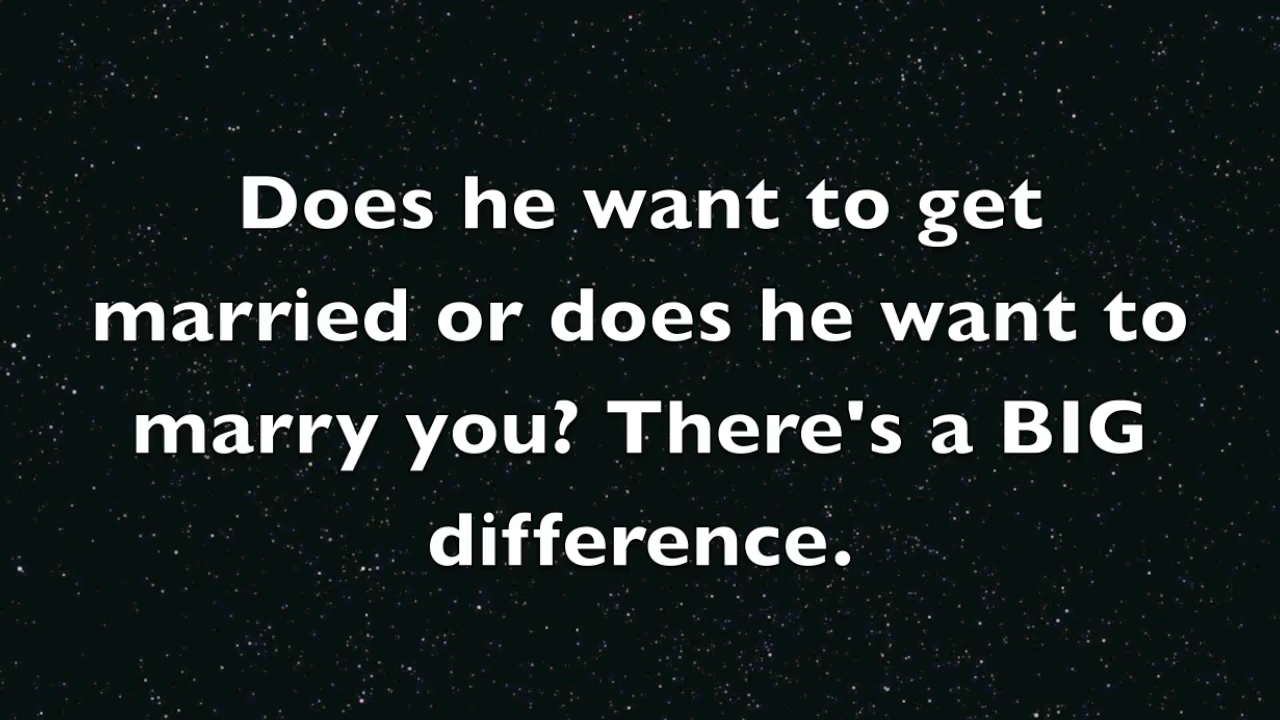 Does he want to get
married or does he want to
marry you? There's a BIG
difference.